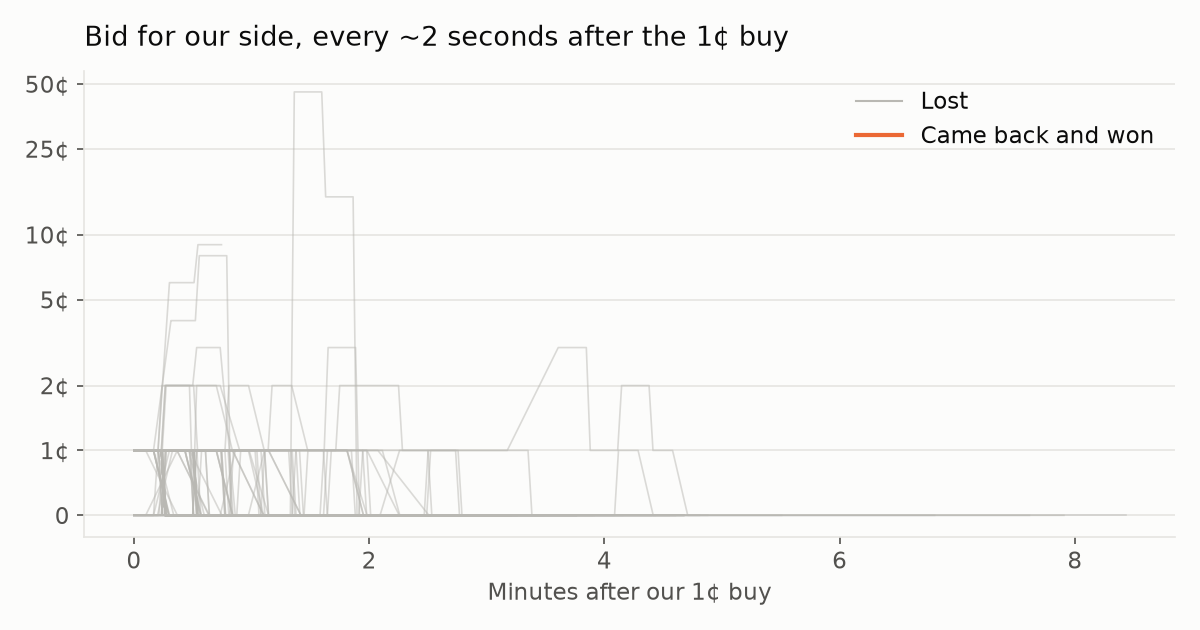 Bid for our side, every ~2 seconds after the 1¢ buy
50¢
25¢
10¢
5¢
2¢
1¢
0
Lost
Came back and won
0 2 4 6 8
Minutes after our 1¢ buy